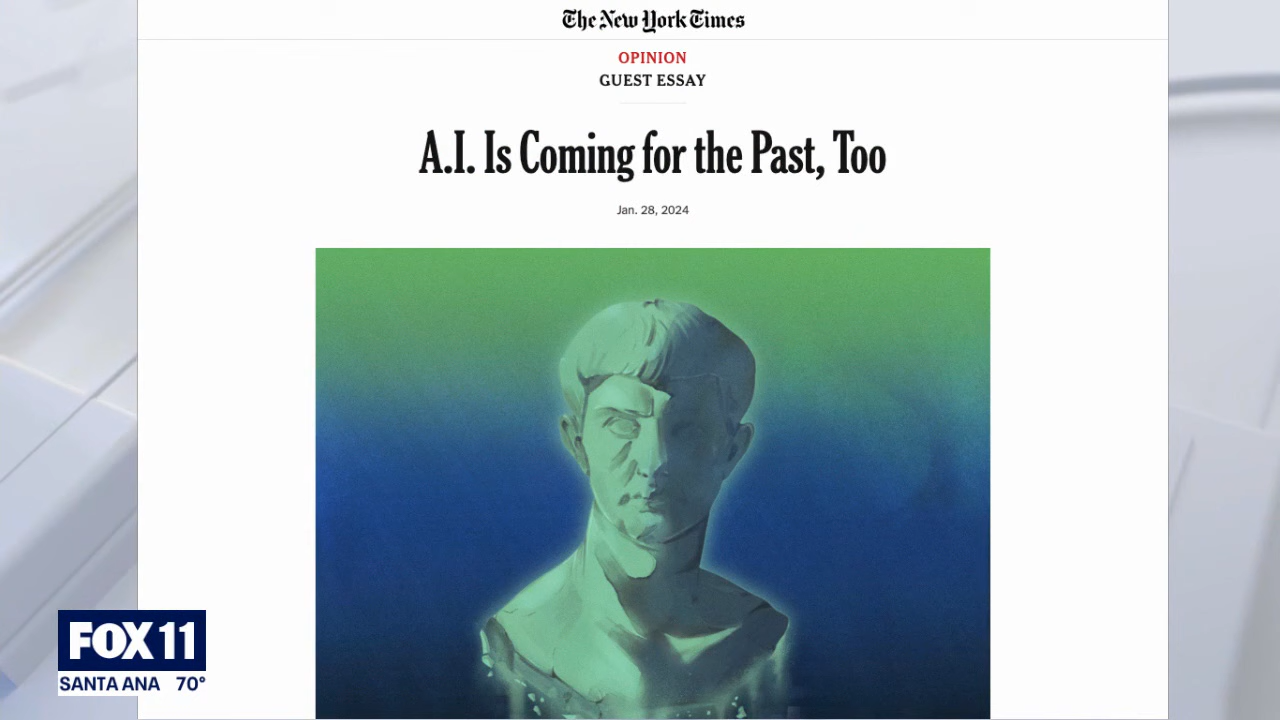 The New York Times
OPINION
GUEST ESSAY
A.I. Is Coming for the Past, Too
Jan. 28, 2024
FOX 11
SANTA ANA 70°